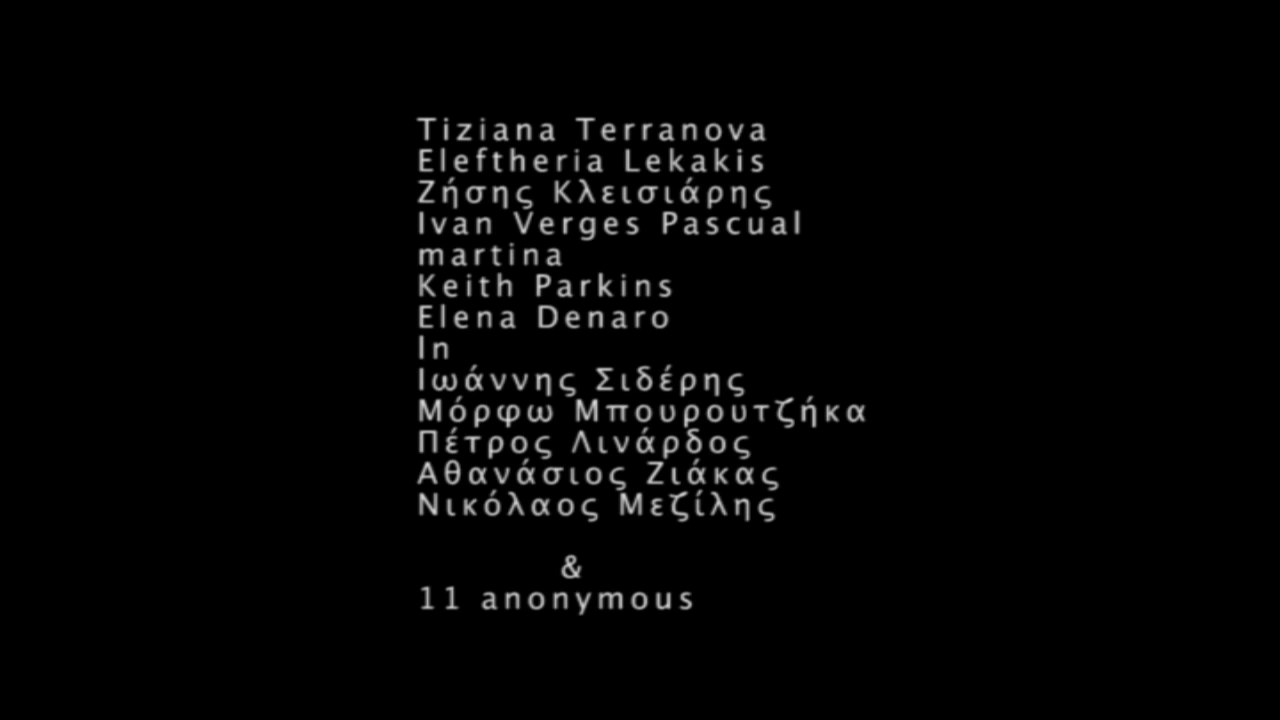 Tiziana Terranova
Eleftheria Lekakis
Ζήσης Κλεισιάρης
Ivan Verges Pascual
martina
Keith Parkins
Elena Denaro
In
Ιωάννης Σιδέρης
Μόρφω Μπουρουτζήκα
Πέτρος Λινάρδος
Αθανάσιος Ζιάκας
Νικόλαος Μεζίλης
&
11 anonymous